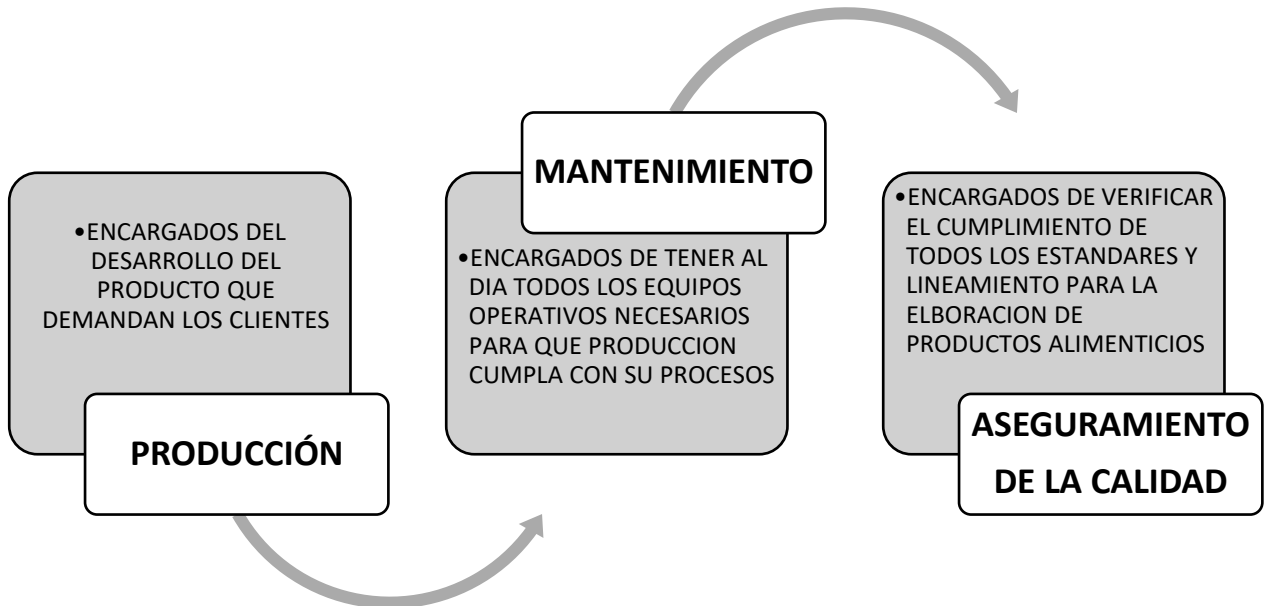 •ENCARGADOS DEL
DESARROLLO DEL
PRODUCTO QUE
DEMANDAN LOS CLIENTES
PRODUCCIÓN
MANTENIMIENTO
•ENCARGADOS DE TENER AL
DIA TODOS LOS EQUIPOS
OPERATIVOS NECESARIOS
PARA QUE PRODUCCION
CUMPLA CON SU PROCESOS
•ENCARGADOS DE VERIFICAR
EL CUMPLIMIENTO DE
TODOS LOS ESTANDARES Y
LINEAMIENTO PARA LA
ELBORACION DE
PRODUCTOS ALIMENTICIOS
ASEGURAMIENTO
DE LA CALIDAD